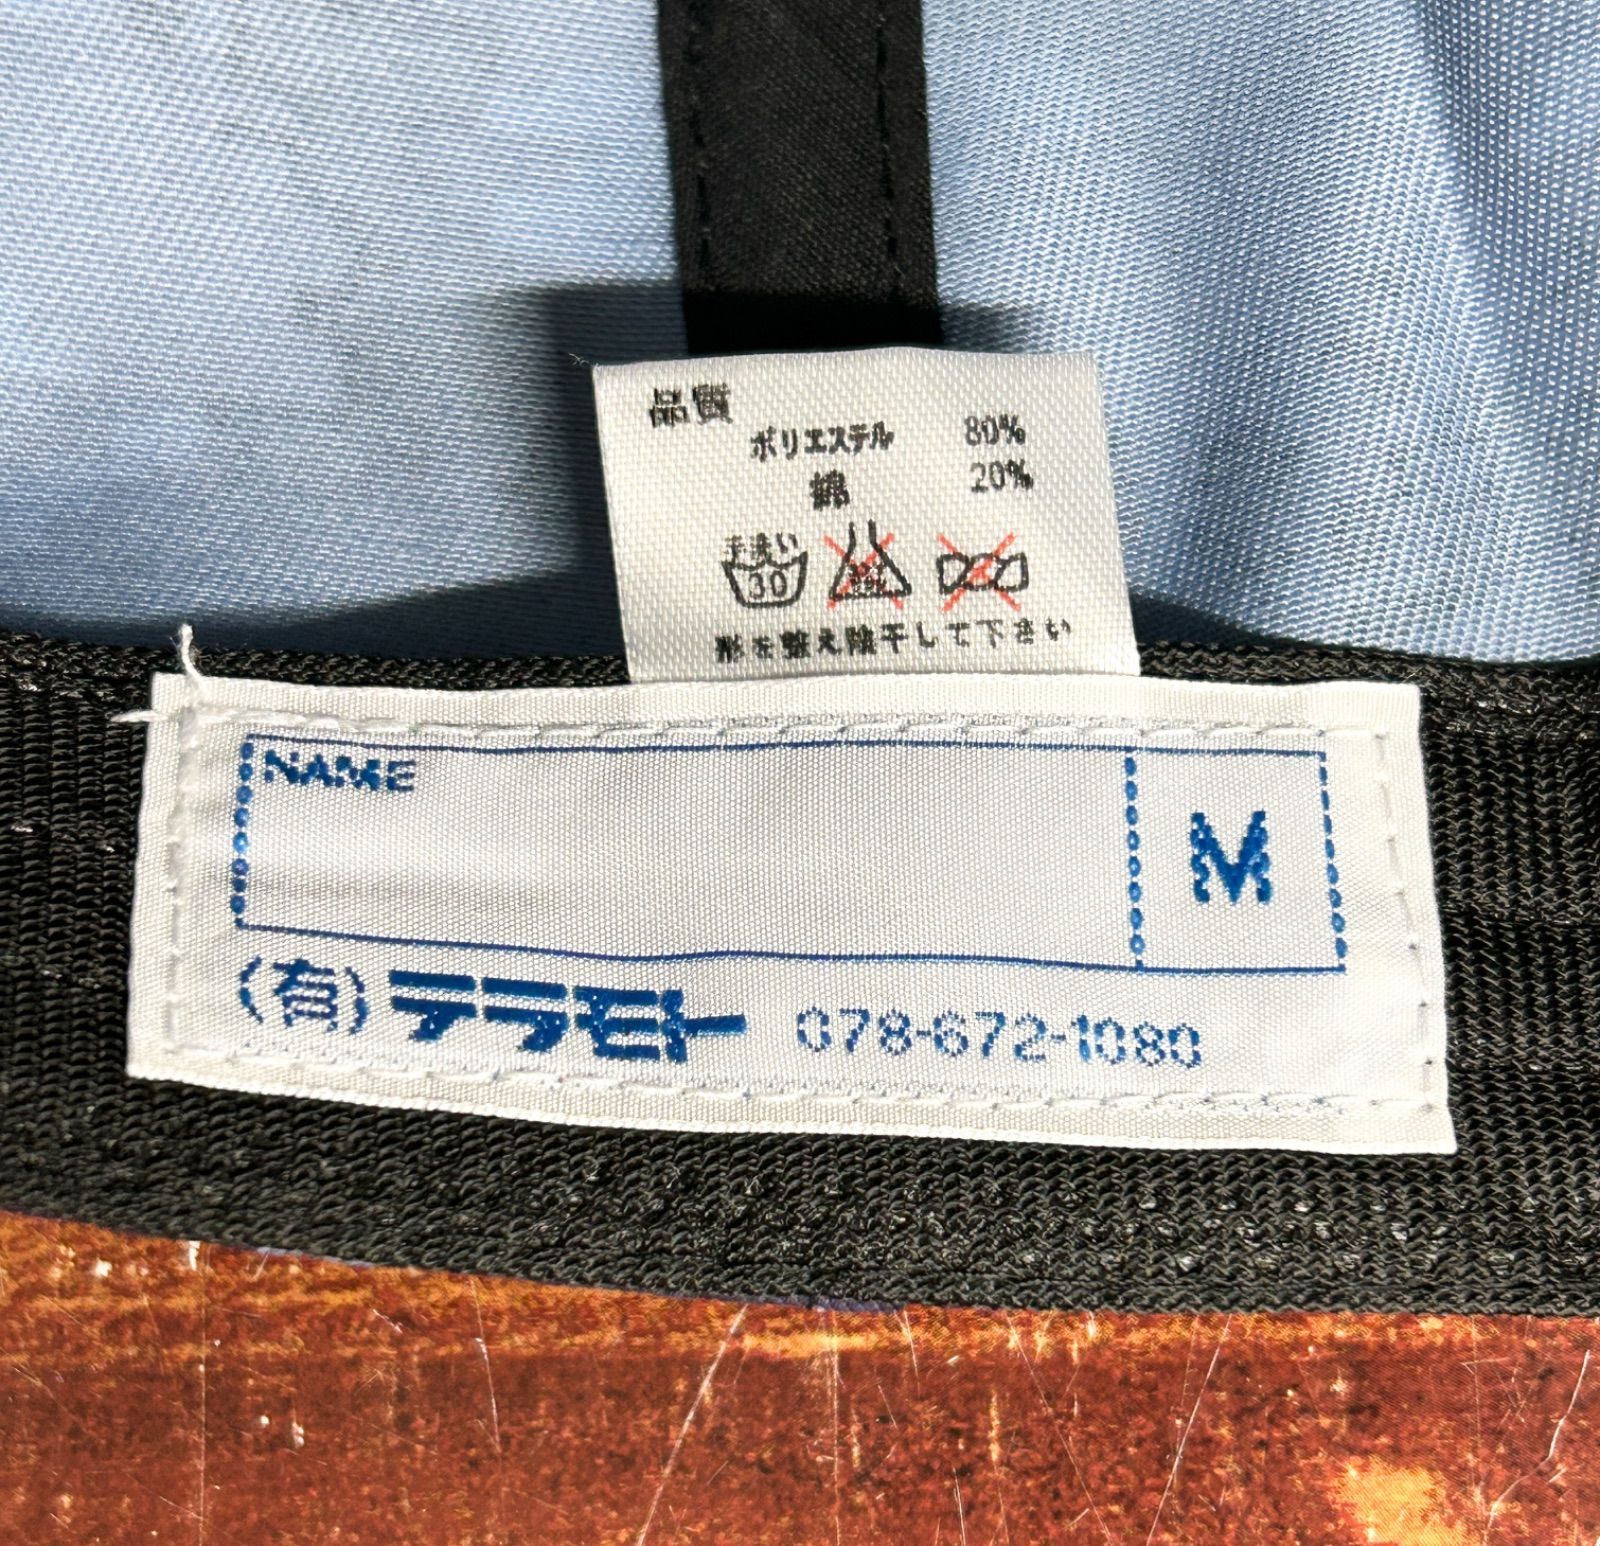 品質
ポリエステル 80%
綿 20%
手洗い
30
形を整え陰干して下さい
NAME
M
(有)テラモト 078-672-1080